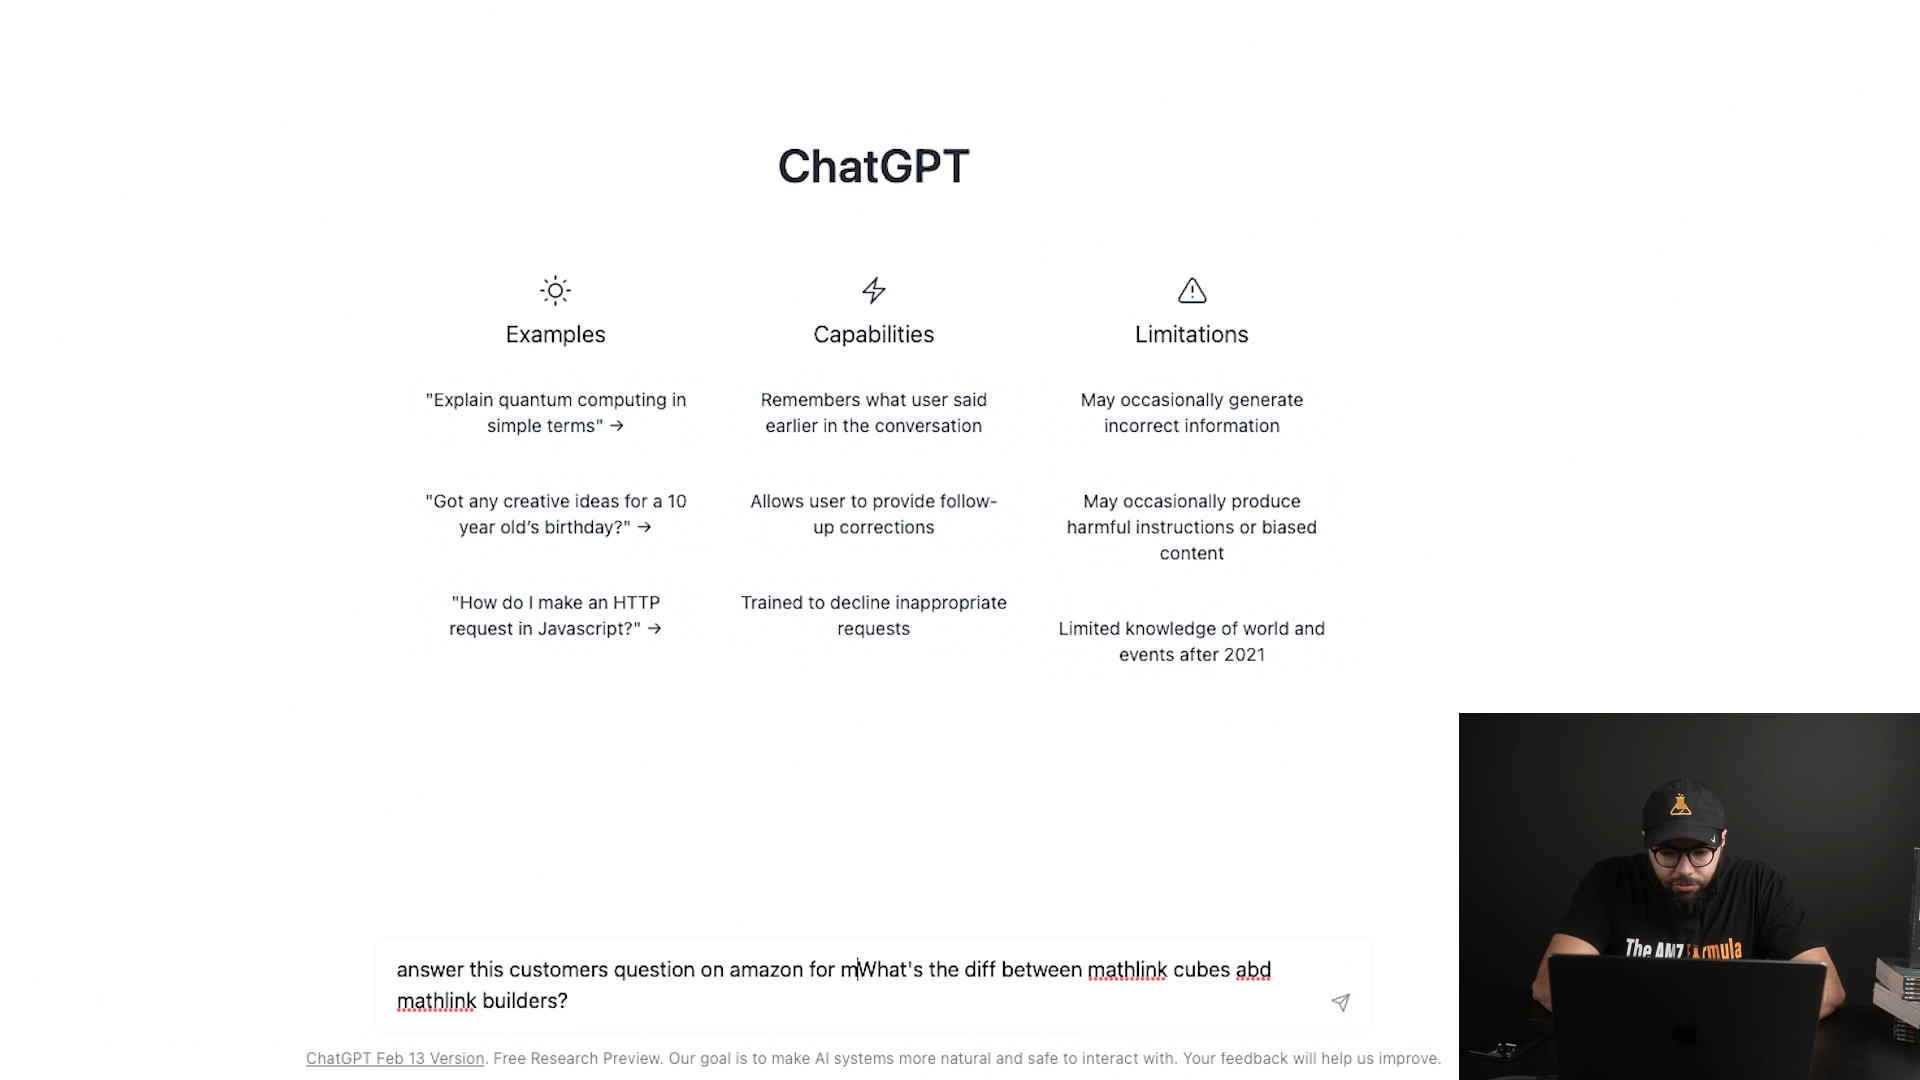 ChatGPT
Examples
Capabilities
Limitations
"Explain quantum computing in
simple terms" →
Remembers what user said
earlier in the conversation
May occasionally generate
incorrect information
"Got any creative ideas for a 10
year old's birthday?" →
Allows user to provide follow-
up corrections
May occasionally produce
harmful instructions or biased
content
"How do I make an HTTP
request in Javascript?" →
Trained to decline inappropriate
requests
Limited knowledge of world and
events after 2021
answer this customers question on amazon for mWhat's the diff between mathlink cubes abd
mathlink builders?
ChatGPT Feb 13 Version. Free Research Preview. Our goal is to make AI systems more natural and safe to interact with. Your feedback will help us improve.
The AMZ Formula